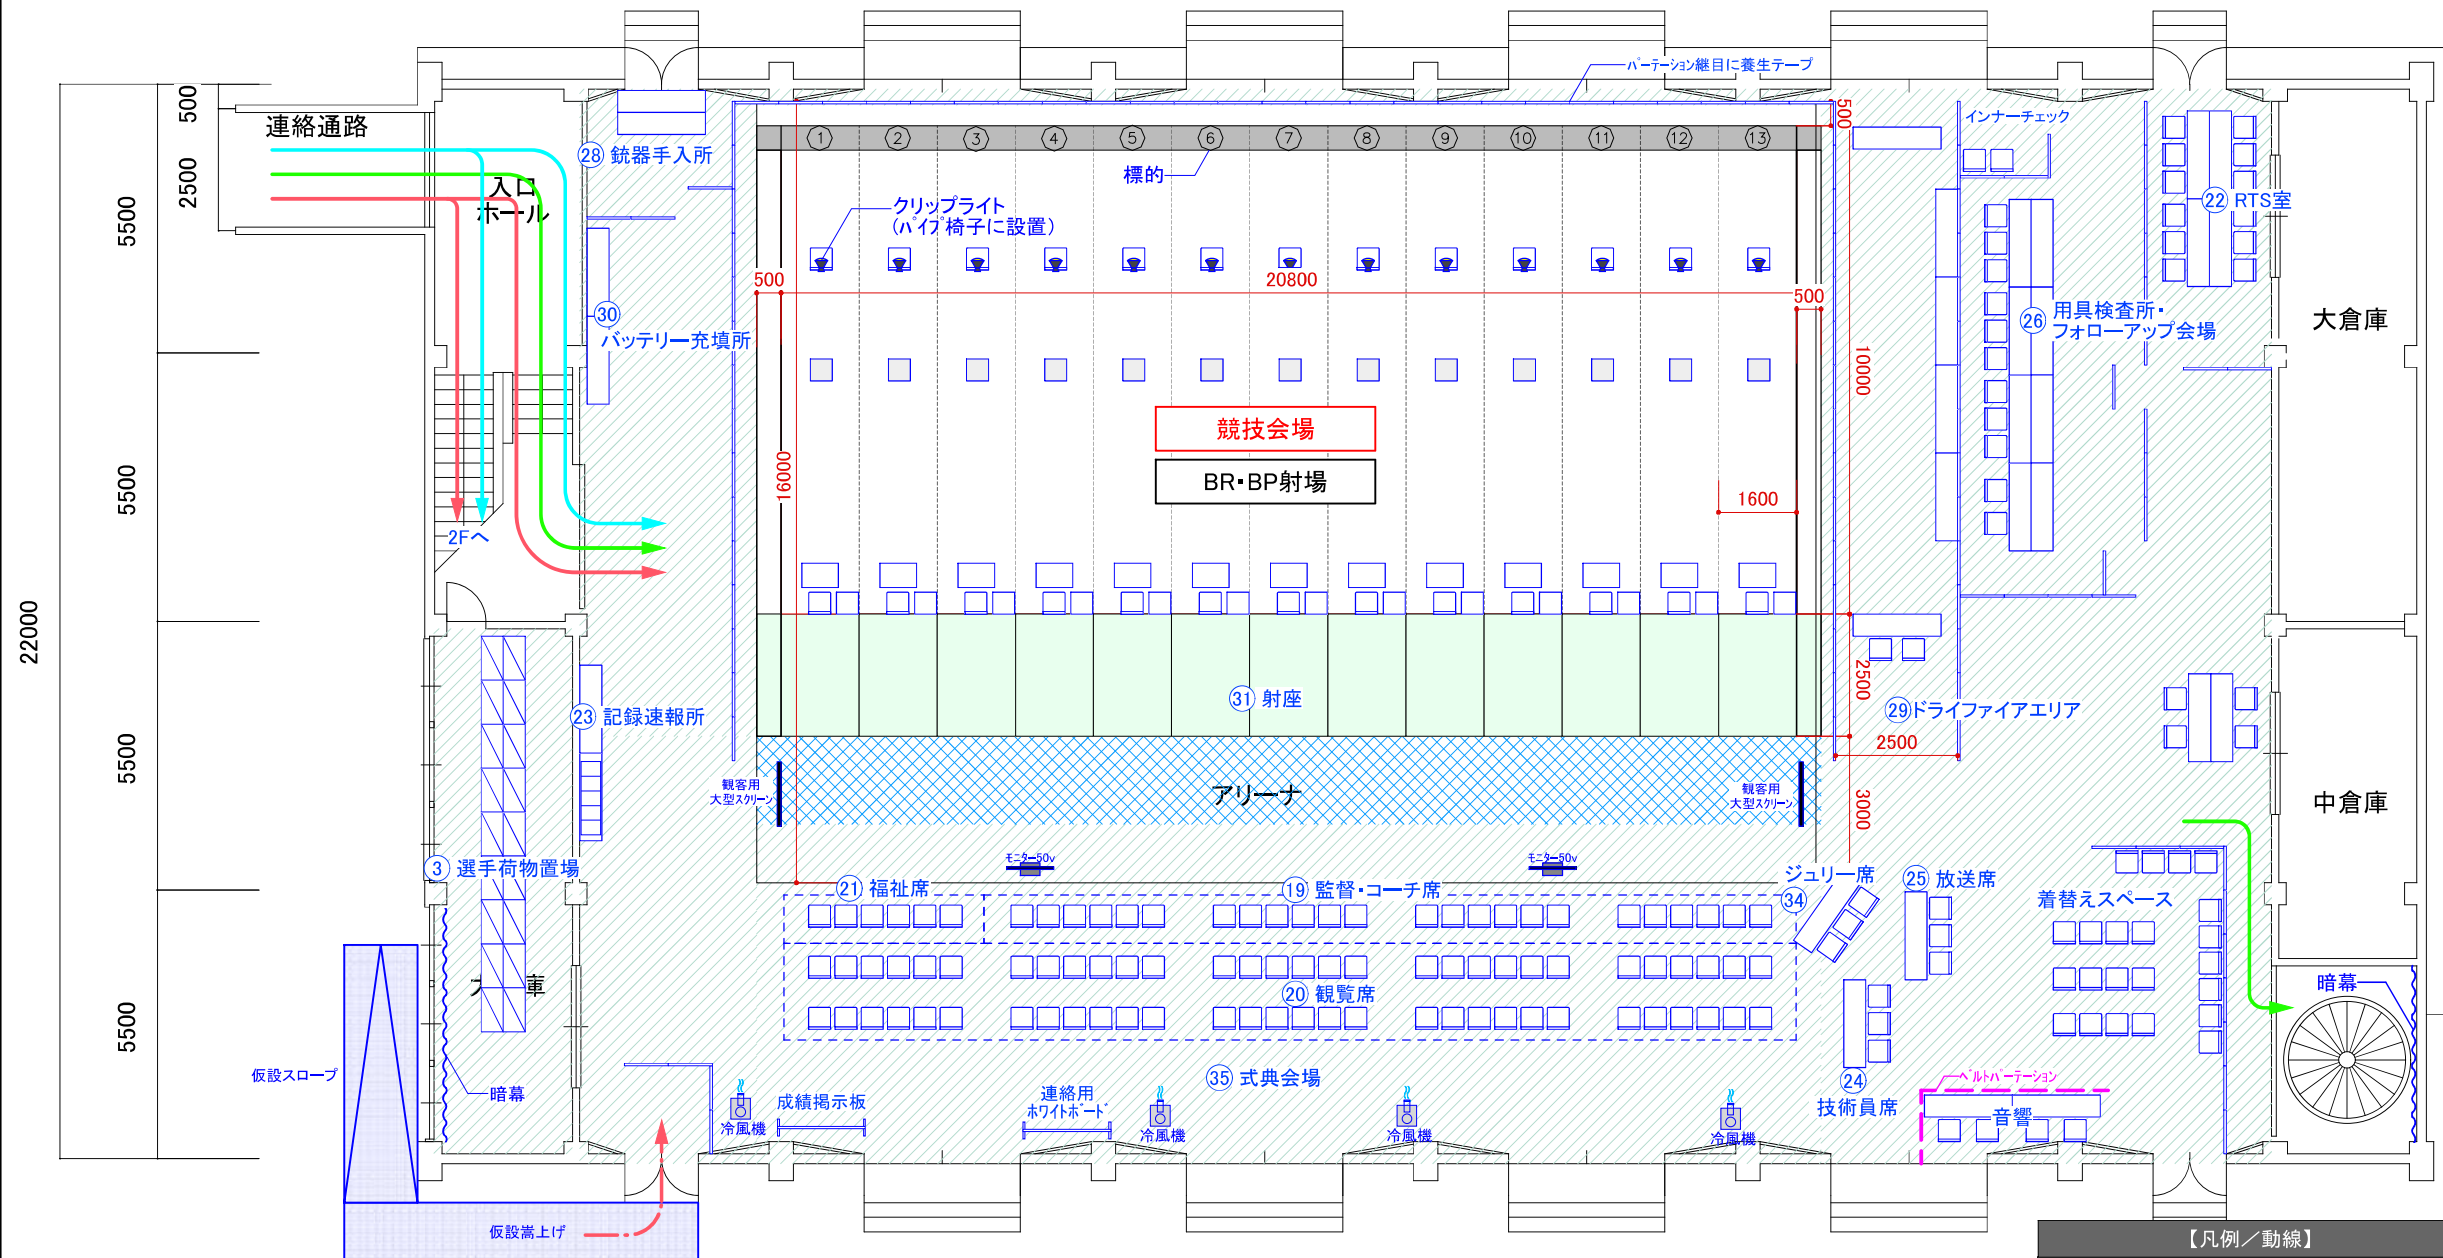 パーテーション継目に養生テープ
500
500
連絡通路
インナーチェック
① ② ③ ④ ⑤ ⑥ ⑦ ⑧ ⑨ ⑩ ⑪ ⑫ ⑬
㉘ 銃器手入所
標的
2500
入口
ホール
㉒ RTS室
クリップライト
(パイプ椅子に設置)
5500
500
20800
500
㉚
バッテリー充填所
㉖ 用具検査所・
フォローアップ会場
大倉庫
10000
競技会場
BR・BP射場
16000
5500
1600
2Fへ
22000
㉛ 射座
2500
㉓ 記録速報所
㉙ドライファイアエリア
2500
5500
観客用
大型スクリーン
アリーナ
観客用
大型スクリーン
3000
中倉庫
モニター50v
モニター50v
③ 選手荷物置場
㉑ 福祉席
⑲ 監督・コーチ席
ジュリー席
㉞
㉕ 放送席
着替えスペース
庫
⑳ 観覧席
暗幕
5500
仮設スロープ
暗幕
㉟ 式典会場
㉔
技術員席
ベルトパーテーション
音響
冷風機
成績掲示板
連絡用
ホワイトボード
冷風機
冷風機
冷風機
仮設嵩上げ
【凡例／動線】